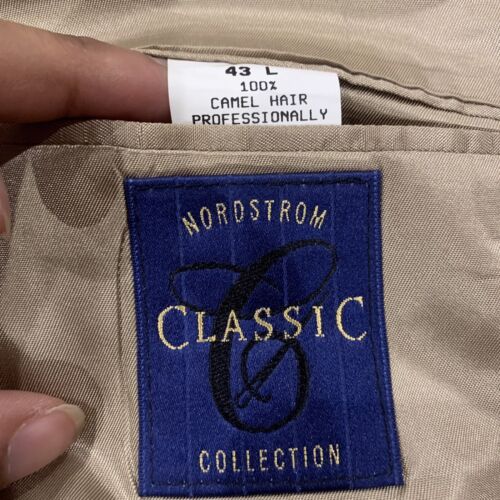 43 L
100%
CAMEL HAIR
PROFESSIONALLY
NORDSTROM
CLASSIC
COLLECTION